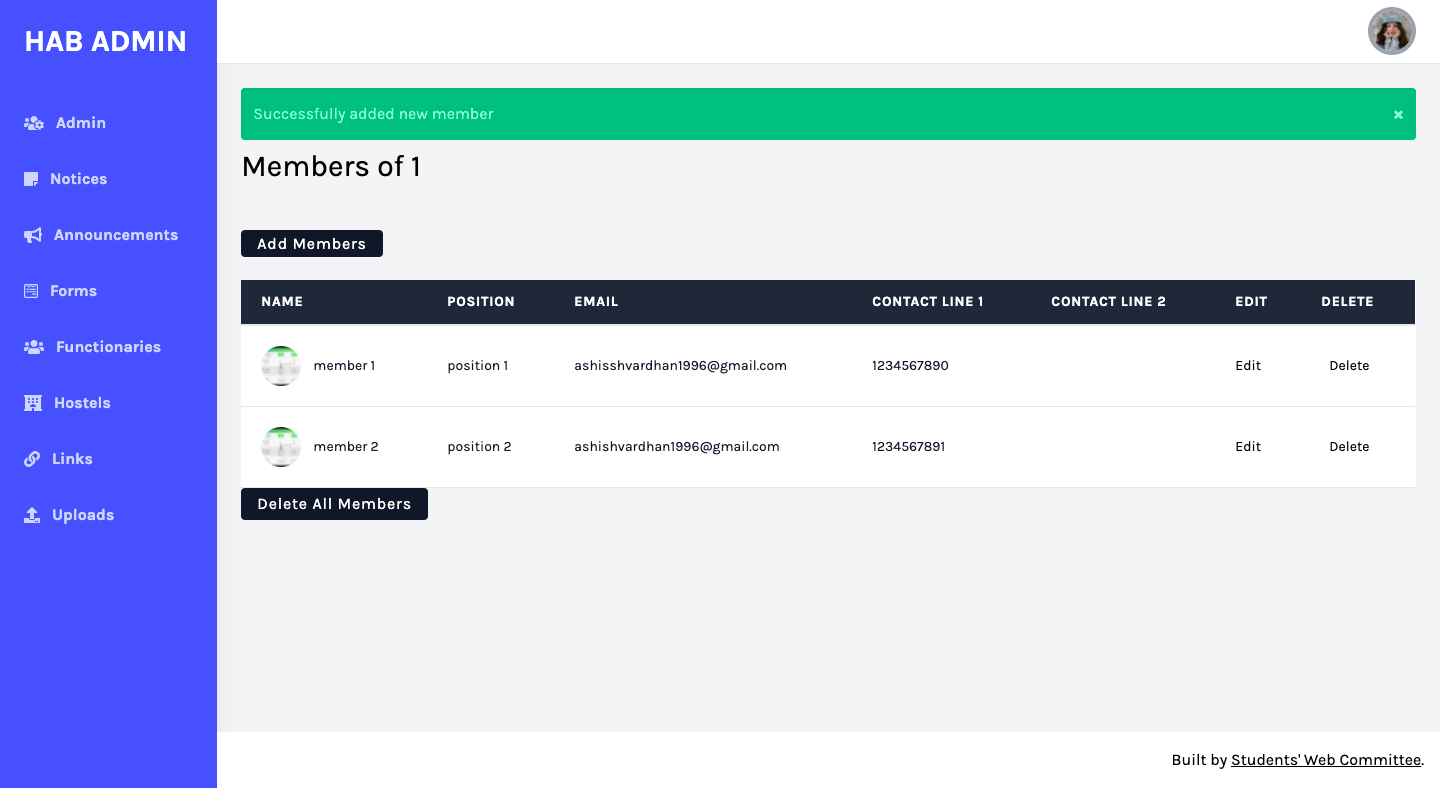 HAB ADMIN
Admin
Notices
Announcements
Forms
Functionaries
Hostels
Links
Uploads
Successfully added new member
Members of 1
Add Members
NAME POSITION EMAIL CONTACT LINE 1 CONTACT LINE 2 EDIT DELETE
member 1 position 1 ashisshvardhan1996@gmail.com 1234567890 Edit Delete
member 2 position 2 ashishvardhan1996@gmail.com 1234567891 Edit Delete
Delete All Members
Built by Students' Web Committee.